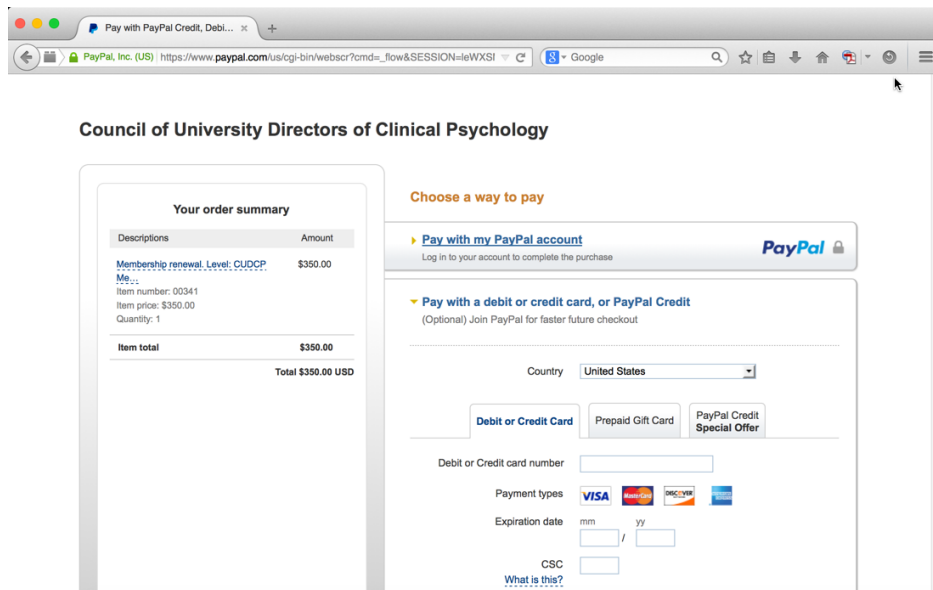 Pay with PayPal Credit, Debi...
PayPal, Inc. (US)
https://www.paypal.com/us/cgi-bin/webscr?cmd=_flow&SESSION=leWXSI
Google
Council of University Directors of Clinical Psychology
Your order summary
Descriptions Amount
Membership renewal. Level: CUDCP $350.00
Me...
Item number: 00341
Item price: $350.00
Quantity: 1
Item total $350.00
Total $350.00 USD
Choose a way to pay
Pay with my PayPal account
Log in to your account to complete the purchase
PayPal
Pay with a debit or credit card, or PayPal Credit
(Optional) Join PayPal for faster future checkout
Country United States
Debit or Credit Card
Prepaid Gift Card
PayPal Credit
Special Offer
Debit or Credit card number
Payment types VISA MasterCard DISCOVER
Expiration date mm yy
/
CSC
What is this?